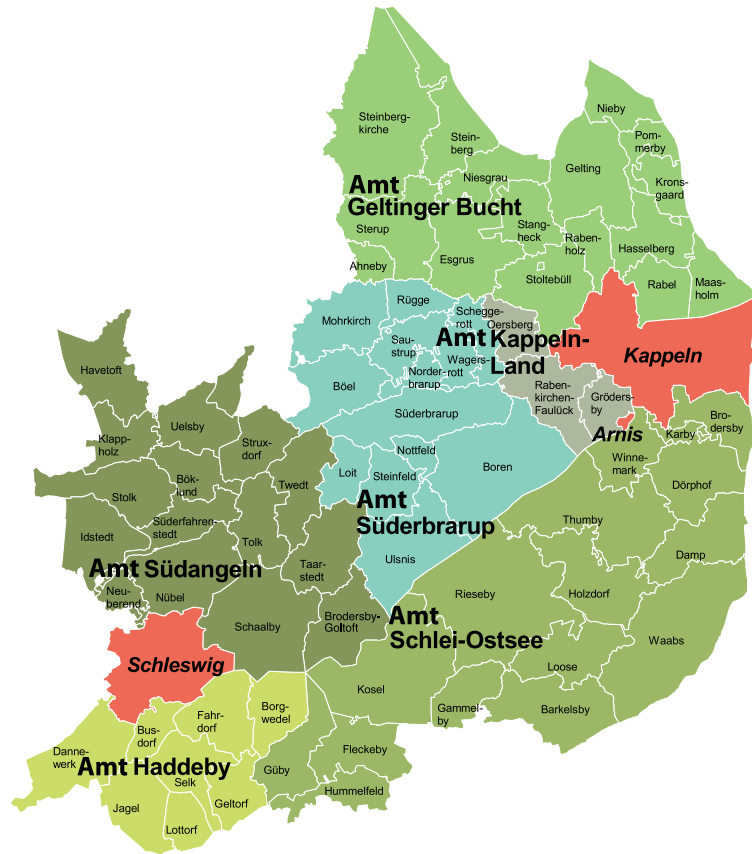 Steinberg-
kirche
Stein-
berg
Niesgrau
Nieby
Pom-
merby
Gelting
Krons-
gaard
Amt
Geltinger Bucht
Sterup
Stang-
heck
Raben-
holz
Hasselberg
Ahneby
Esgrus
Stoltebüll
Rabel
Maas-
holm
Rügge
Mohrkirch
Schegge-
rott
Oersberg
Sau-
strup
Amt Kappeln-
Land
Wagers-
rott
Norder-
brarup
Böel
Kappeln
Raben-
kirchen-
Faulück
Gröders-
by
Arnis
Süderbrarup
Havetoft
Uelsby
Klapp-
holz
Strux-
dorf
Bro-
dersby
Karby
Winne-
mark
Nottfeld
Loit
Steinfeld
Boren
Twedt
Bök-
lund
Stolk
Dörphof
Amt
Süderbrarup
Süderfahren-
stedt
Thumby
Idstedt
Tolk
Damp
Amt Südangeln
Taar-
stedt
Ulsnis
Neu-
berend
Nübel
Rieseby
Holzdorf
Schaalby
Brodersby-
Goltoft
Amt
Schlei-Ostsee
Waabs
Schleswig
Loose
Kosel
Gammel-
by
Barkelsby
Borg-
wedel
Fahr-
dorf
Bus-
dorf
Danne-
werk
Amt Haddeby
Fleckeby
Güby
Selk
Hummelfeld
Jagel
Geltorf
Lottorf